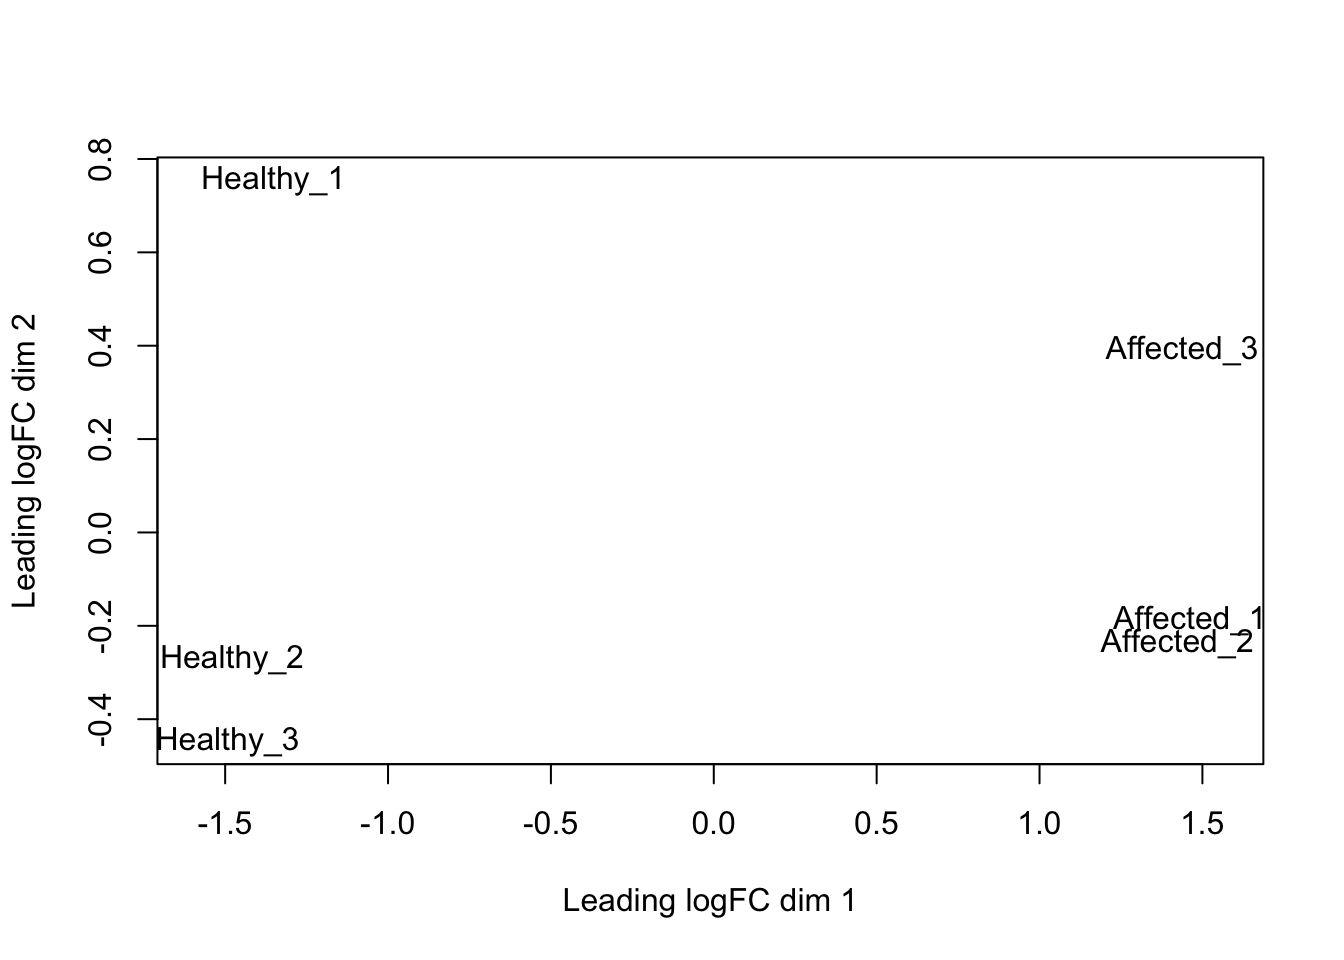 0.8
Healthy_1
0.6
0.4
Affected_3
Leading logFC dim 2
0.2
0.0
-0.2
Affected_1
Affected_2
Healthy_2
-0.4
Healthy_3
-1.5 -1.0 -0.5 0.0 0.5 1.0 1.5
Leading logFC dim 1